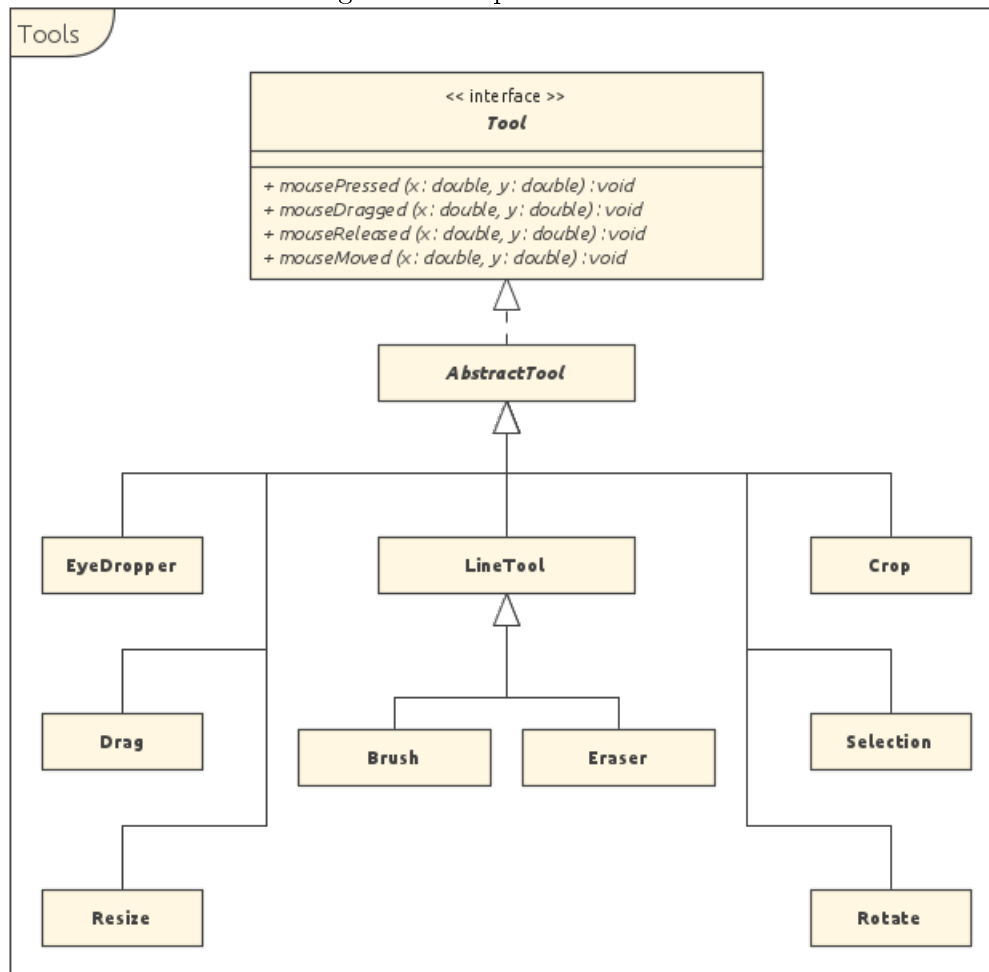 Tools
<< interface >>
Tool
+ mousePressed (x: double, y: double) : void
+ mouseDragged (x: double, y: double) : void
+ mouseReleased (x: double, y: double) : void
+ mouseMoved (x: double, y: double) : void
AbstractTool
EyeDropper
LineTool
Crop
Drag
Brush
Eraser
Selection
Resize
Rotate